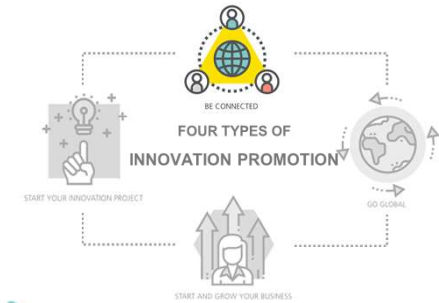 BE CONNECTED
FOUR TYPES OF
INNOVATION PROMOTION
START YOUR INNOVATION PROJECT
GO GLOBAL
START AND GROW YOUR BUSINESS